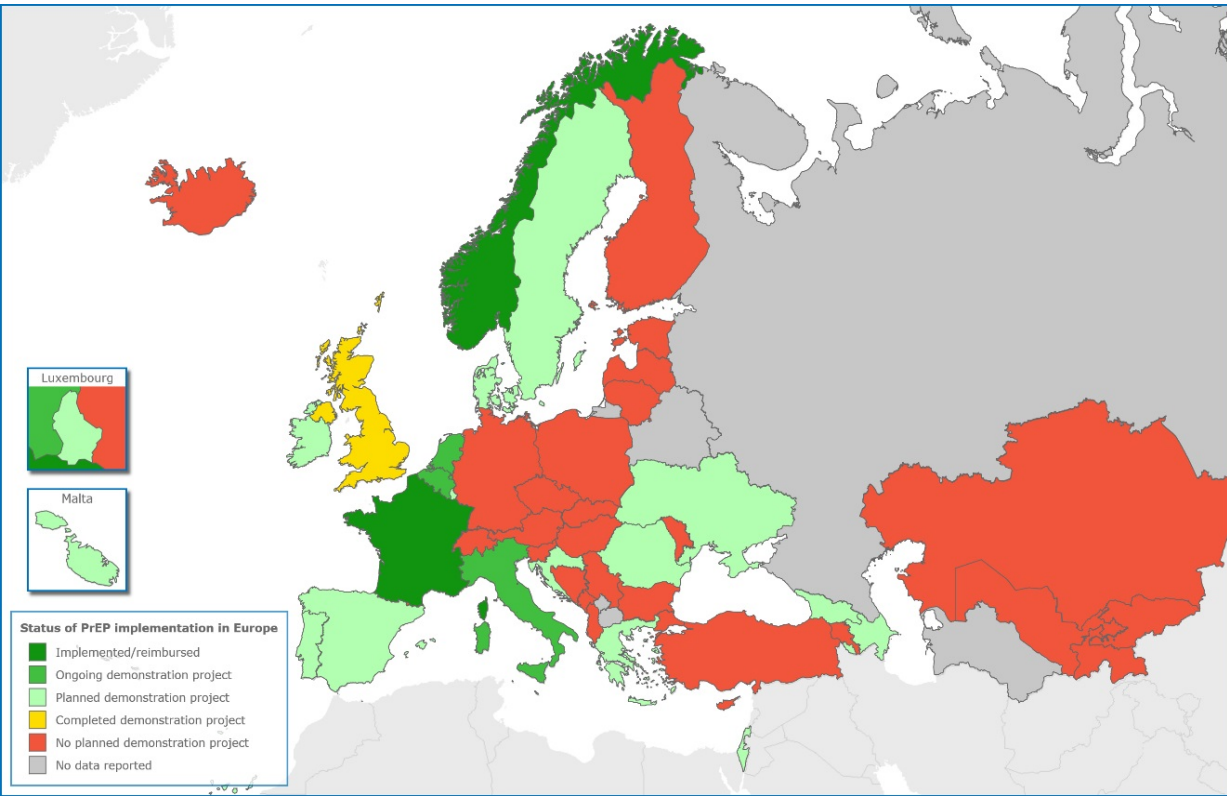 Luxembourg
Malta
Status of PrEP implementation in Europe
Implemented/reimbursed
Ongoing demonstration project
Planned demonstration project
Completed demonstration project
No planned demonstration project
No data reported